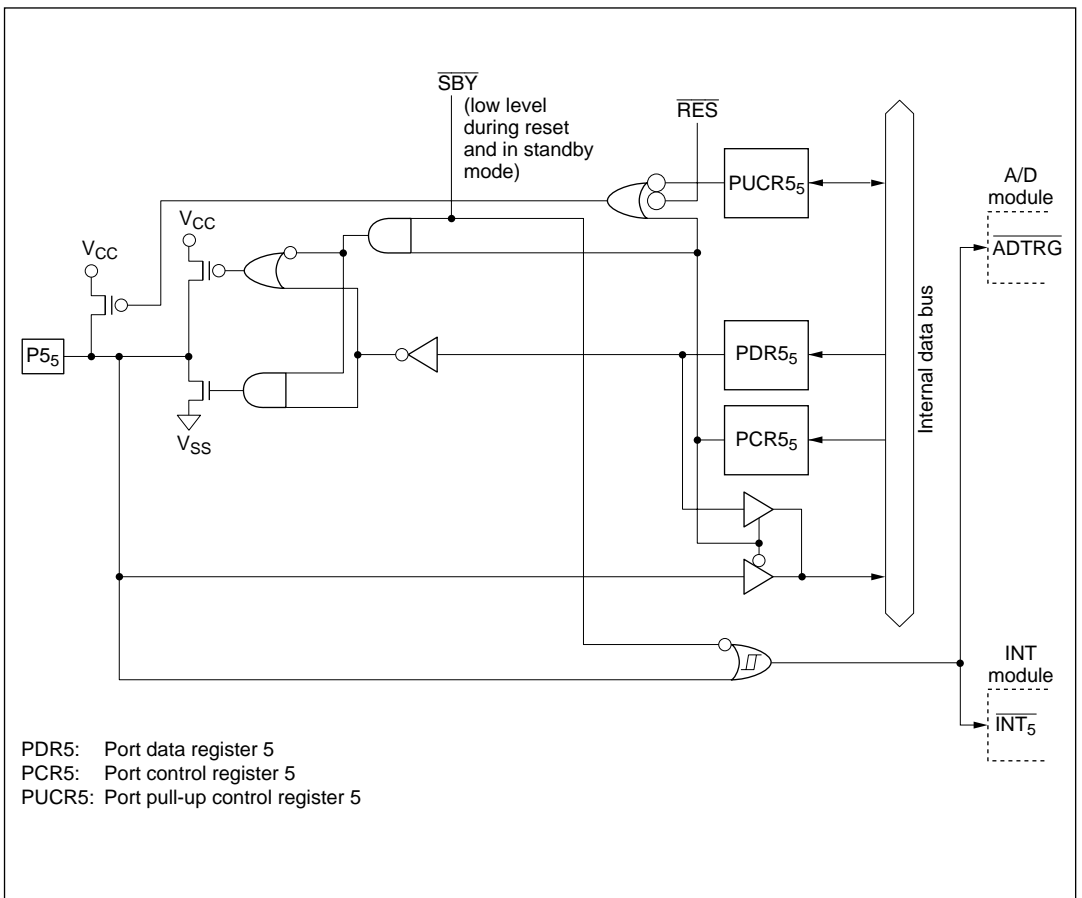 SBY
(low level
during reset
and in standby
mode)
RES
PUCR5₅
A/D
module
ADTRG
VCC
VCC
P5₅
VSS
PDR5₅
PCR5₅
Internal data bus
INT
module
INT₅
PDR5: Port data register 5
PCR5: Port control register 5
PUCR5: Port pull-up control register 5